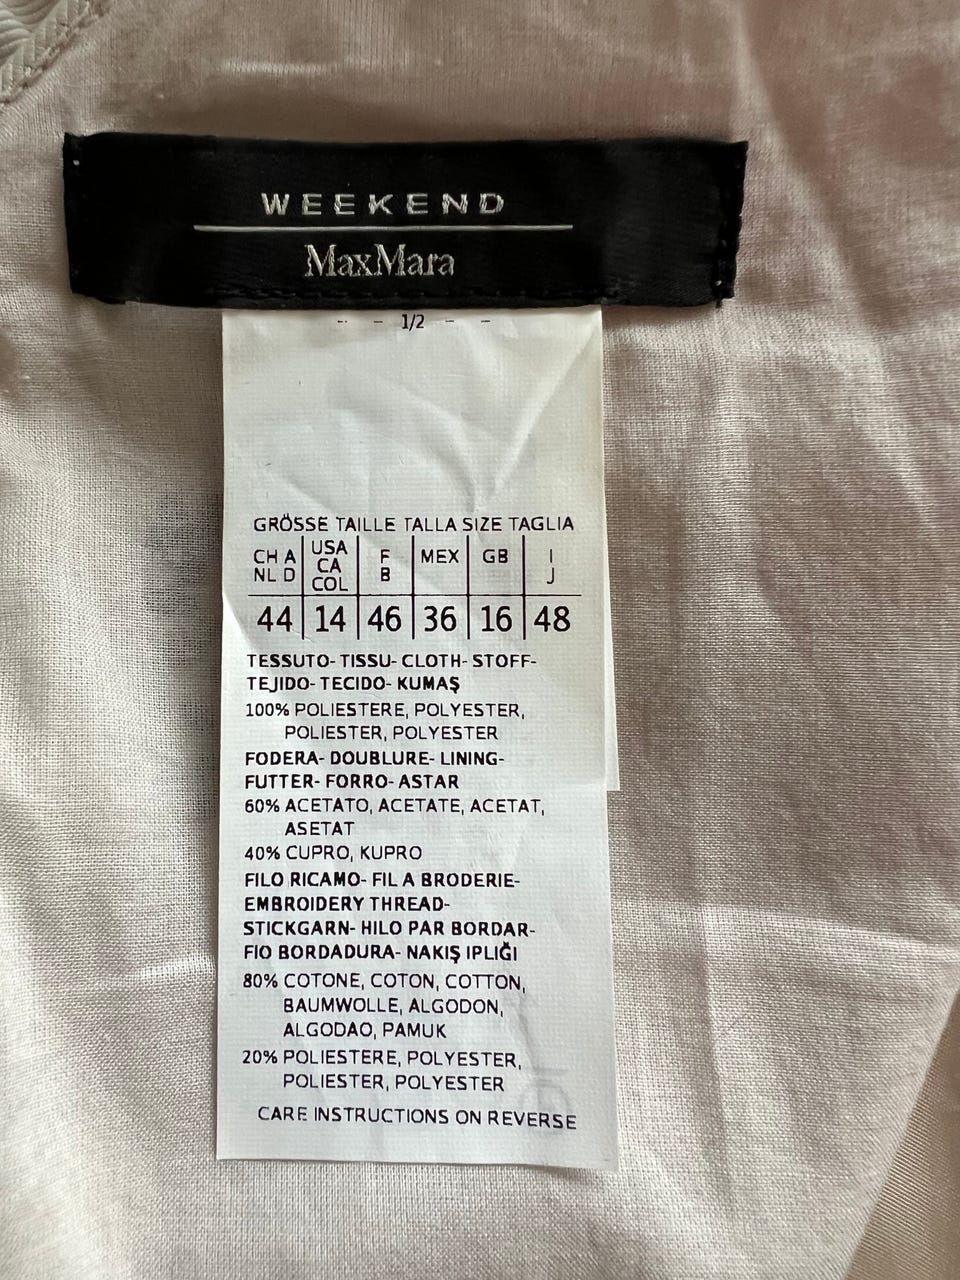 WEEKEND
MaxMara
1/2
GRÖSSE TAILLE TALLA SIZE TAGLIA
CH A NL D | USA CA COL | F B | MEX | GB | I J
44 | 14 | 46 | 36 | 16 | 48
TESSUTO- TISSU- CLOTH- STOFF-
TEJIDO- TECIDO- KUMAŞ
100% POLIESTERE, POLYESTER,
POLIESTER, POLYESTER
FODERA- DOUBLURE- LINING-
FUTTER- FORRO- ASTAR
60% ACETATO, ACETATE, ACETAT,
ASETAT
40% CUPRO, KUPRO
FILO RICAMO- FIL A BRODERIE-
EMBROIDERY THREAD-
STICKGARN- HILO PAR BORDAR-
FIO BORDADURA- NAKIŞ IPLIĞI
80% COTONE, COTON, COTTON,
BAUMWOLLE, ALGODON,
ALGODAO, PAMUK
20% POLIESTERE, POLYESTER,
POLIESTER, POLYESTER
CARE INSTRUCTIONS ON REVERSE